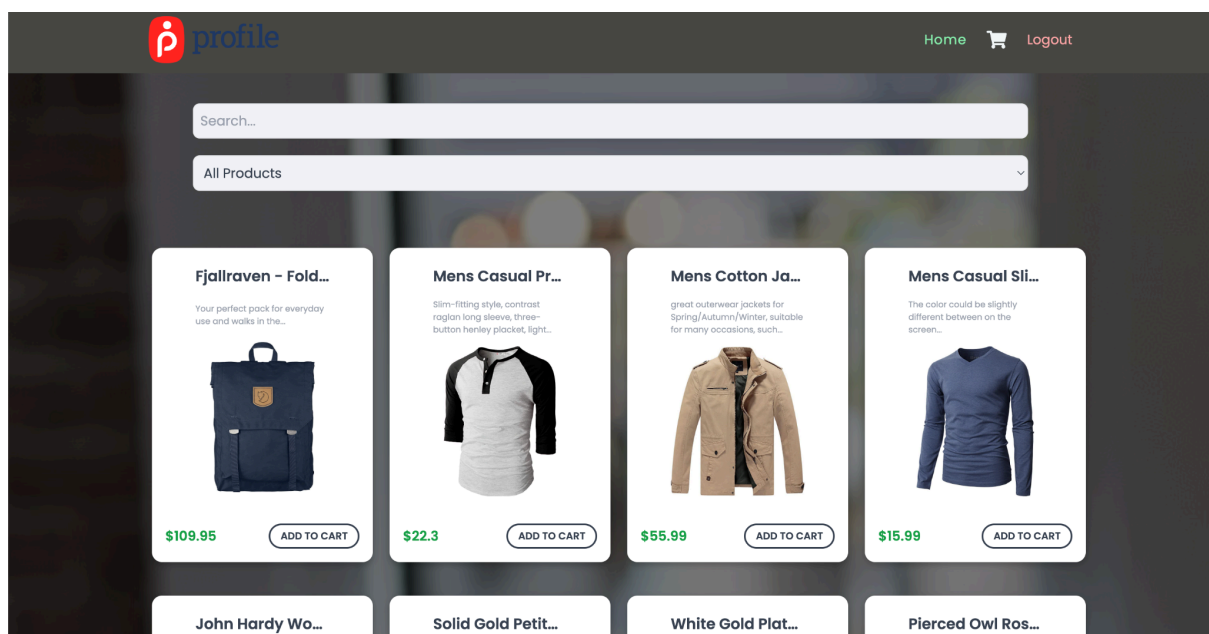 profile
Home
Logout
Search...
All Products
Fjallraven - Fold...
Your perfect pack for everyday
use and walks in the...
$109.95
ADD TO CART
Mens Casual Pr...
Slim-fitting style, contrast
raglan long sleeve, three-
button henley placket, light...
$22.3
ADD TO CART
Mens Cotton Ja...
great outerwear jackets for
Spring/Autumn/Winter, suitable
for many occasions, such...
$55.99
ADD TO CART
Mens Casual Sli...
The color could be slightly
different between on the
screen...
$15.99
ADD TO CART
John Hardy Wo...
Solid Gold Petit...
White Gold Plat...
Pierced Owl Ros...